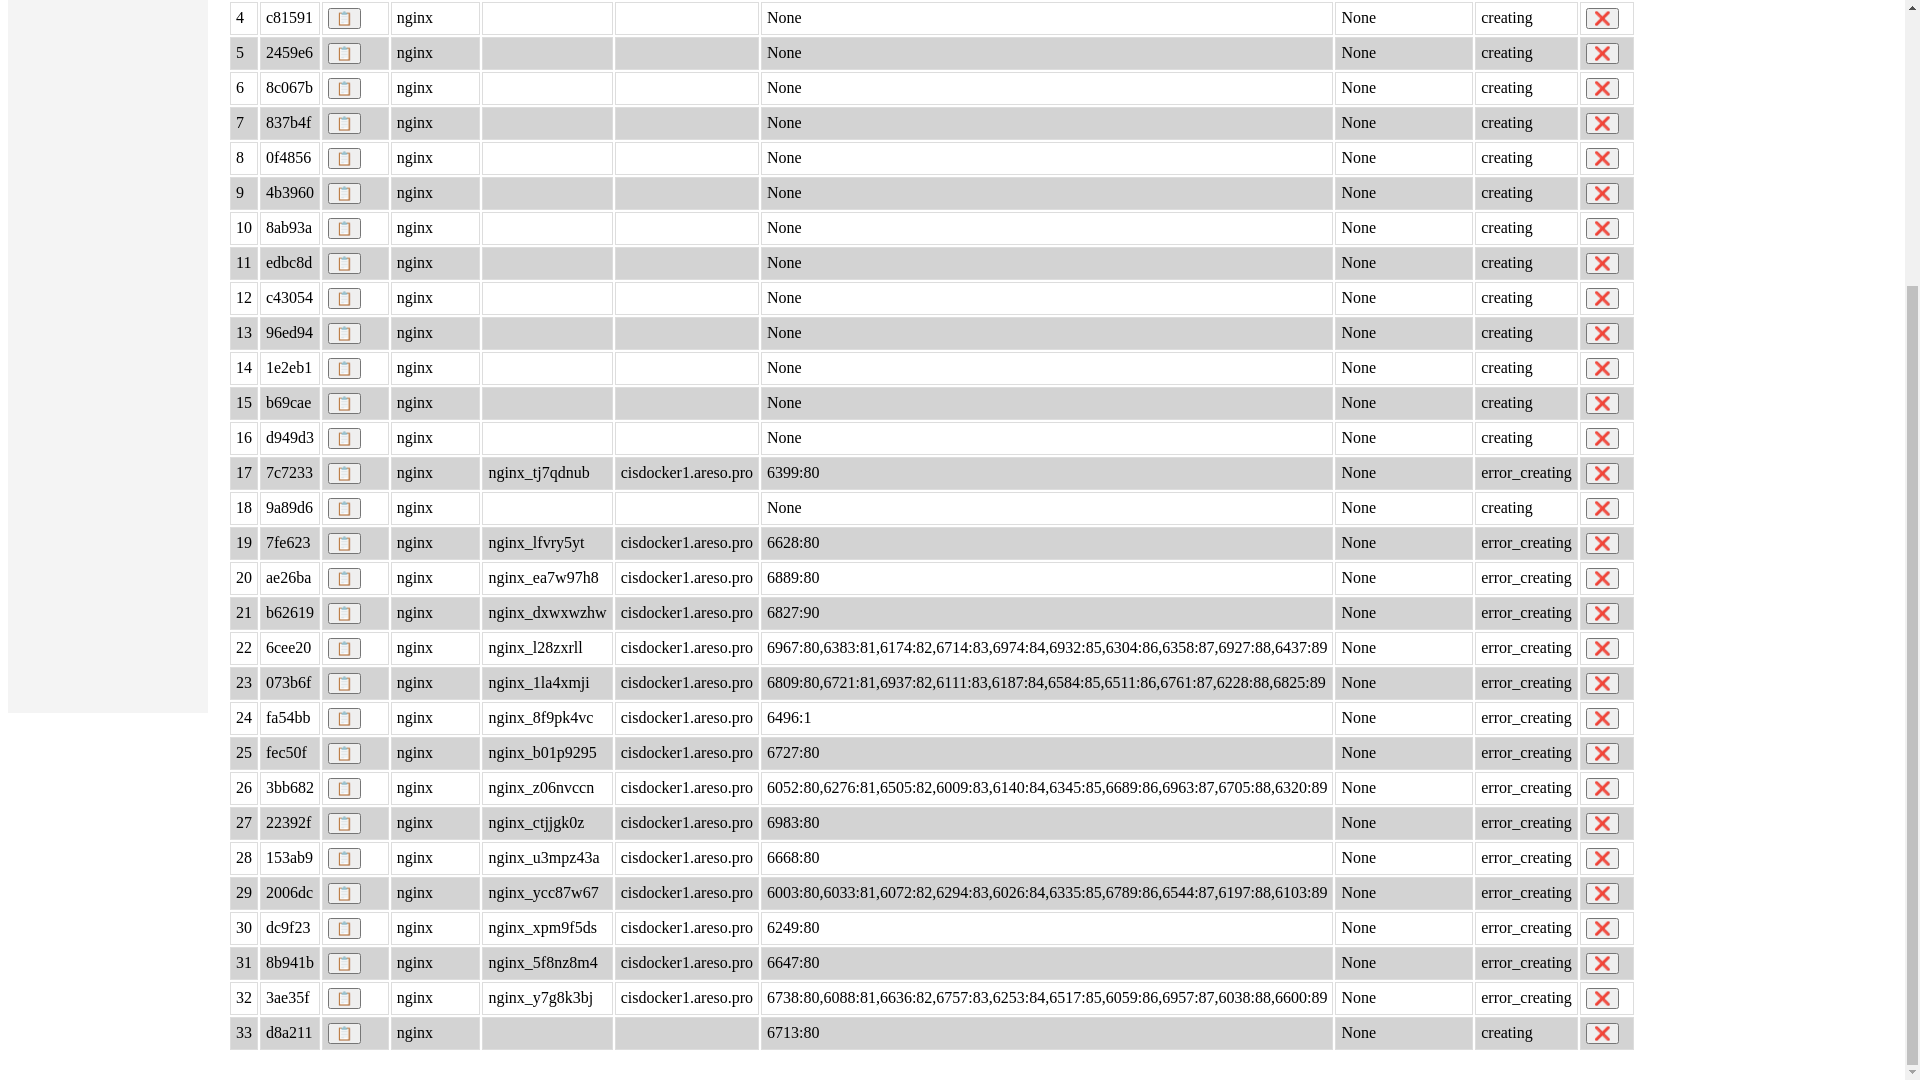 4 c81591 nginx None None creating
5 2459e6 nginx None None creating
6 8c067b nginx None None creating
7 837b4f nginx None None creating
8 0f4856 nginx None None creating
9 4b3960 nginx None None creating
10 8ab93a nginx None None creating
11 edbc8d nginx None None creating
12 c43054 nginx None None creating
13 96ed94 nginx None None creating
14 1e2eb1 nginx None None creating
15 b69cae nginx None None creating
16 d949d3 nginx None None creating
17 7c7233 nginx nginx_tj7qdnub cisdocker1.areso.pro 6399:80 None error_creating
18 9a89d6 nginx None None creating
19 7fe623 nginx nginx_lfvry5yt cisdocker1.areso.pro 6628:80 None error_creating
20 ae26ba nginx nginx_ea7w97h8 cisdocker1.areso.pro 6889:80 None error_creating
21 b62619 nginx nginx_dxwxwzhw cisdocker1.areso.pro 6827:90 None error_creating
22 6cee20 nginx nginx_l28zxrll cisdocker1.areso.pro 6967:80,6383:81,6174:82,6714:83,6974:84,6932:85,6304:86,6358:87,6927:88,6437:89 None error_creating
23 073b6f nginx nginx_1la4xmji cisdocker1.areso.pro 6809:80,6721:81,6937:82,6111:83,6187:84,6584:85,6511:86,6761:87,6228:88,6825:89 None error_creating
24 fa54bb nginx nginx_8f9pk4vc cisdocker1.areso.pro 6496:1 None error_creating
25 fec50f nginx nginx_b01p9295 cisdocker1.areso.pro 6727:80 None error_creating
26 3bb682 nginx nginx_z06nvccn cisdocker1.areso.pro 6052:80,6276:81,6505:82,6009:83,6140:84,6345:85,6689:86,6963:87,6705:88,6320:89 None error_creating
27 22392f nginx nginx_ctjjgk0z cisdocker1.areso.pro 6983:80 None error_creating
28 153ab9 nginx nginx_u3mpz43a cisdocker1.areso.pro 6668:80 None error_creating
29 2006dc nginx nginx_ycc87w67 cisdocker1.areso.pro 6003:80,6033:81,6072:82,6294:83,6026:84,6335:85,6789:86,6544:87,6197:88,6103:89 None error_creating
30 dc9f23 nginx nginx_xpm9f5ds cisdocker1.areso.pro 6249:80 None error_creating
31 8b941b nginx nginx_5f8nz8m4 cisdocker1.areso.pro 6647:80 None error_creating
32 3ae35f nginx nginx_y7g8k3bj cisdocker1.areso.pro 6738:80,6088:81,6636:82,6757:83,6253:84,6517:85,6059:86,6957:87,6038:88,6600:89 None error_creating
33 d8a211 nginx 6713:80 None creating